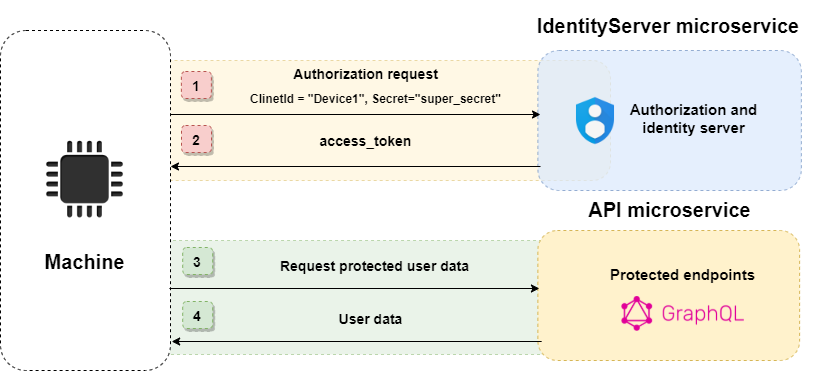 IdentityServer microservice
1
Authorization request
ClinetId = "Device1", Secret="super_secret"
Authorization and
identity server
2
access_token
API microservice
Machine
3
Request protected user data
Protected endpoints
GraphQL
4
User data